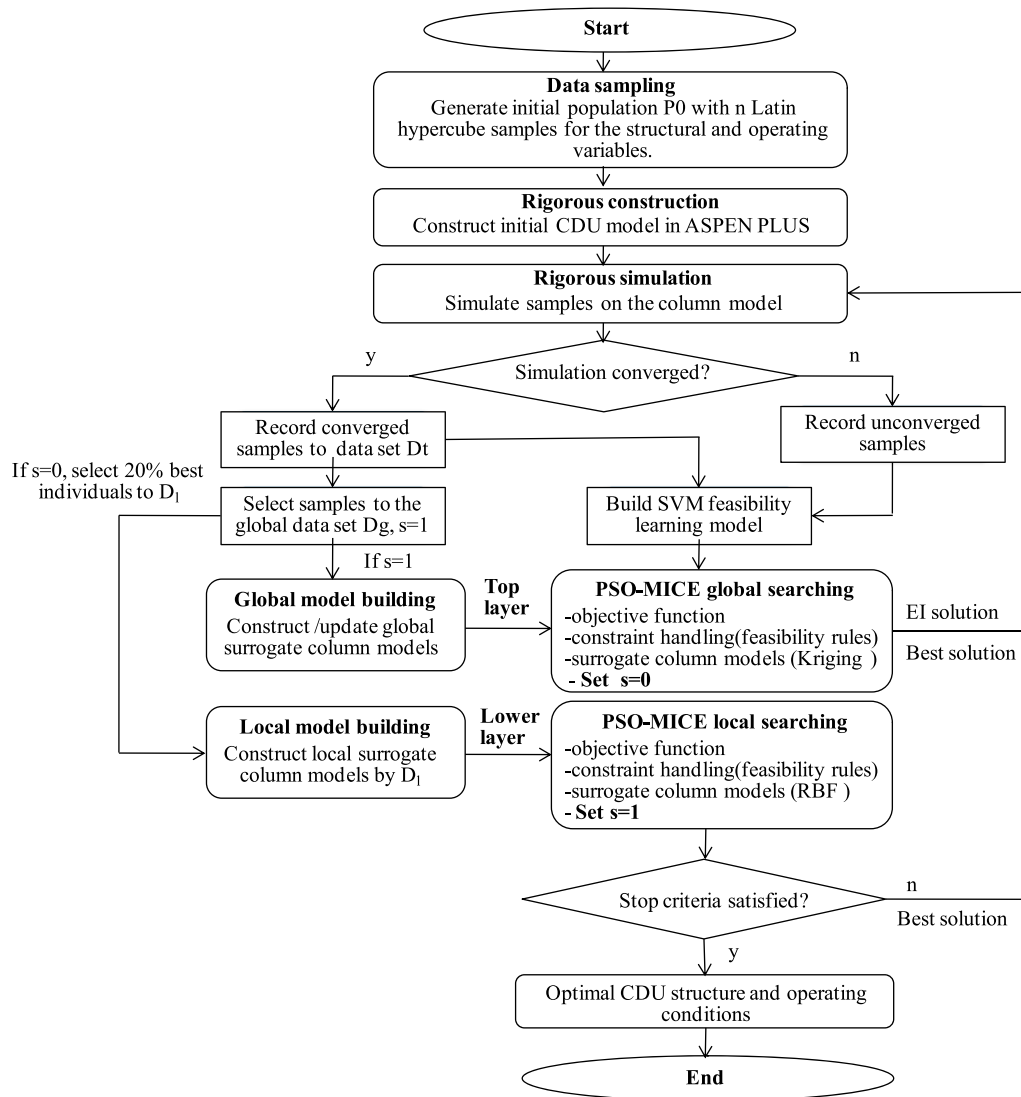 Start
Data sampling
Generate initial population P0 with n Latin
hypercube samples for the structural and operating
variables.
Rigorous construction
Construct initial CDU model in ASPEN PLUS
Rigorous simulation
Simulate samples on the column model
y
Simulation converged?
n
Record converged
samples to data set Dt
Record unconverged
samples
If s=0, select 20% best
individuals to Dl
Select samples to the
global data set Dg, s=1
Build SVM feasibility
learning model
If s=1
Global model building
Construct /update global
surrogate column models
Top
layer
PSO-MICE global searching
-objective function
-constraint handling(feasibility rules)
-surrogate column models (Kriging )
- Set s=0
EI solution
Best solution
Local model building
Construct local surrogate
column models by Dl
Lower
layer
PSO-MICE local searching
-objective function
-constraint handling(feasibility rules)
-surrogate column models (RBF )
- Set s=1
Stop criteria satisfied?
n
Best solution
y
Optimal CDU structure and operating
conditions
End